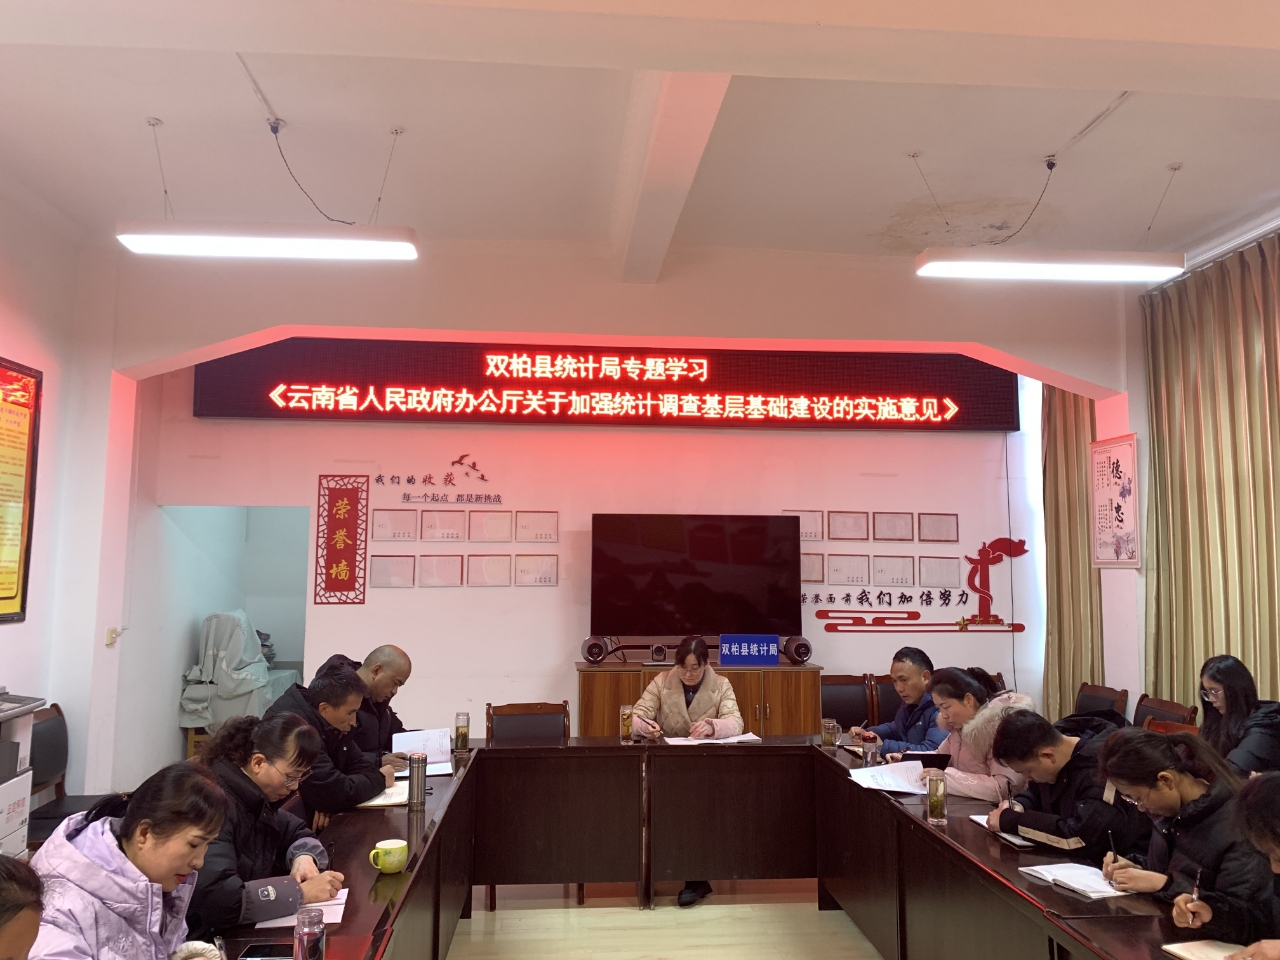 双柏县统计局专题学习
《云南省人民政府办公厅关于加强统计调查基层基础建设的实施意见》
我们的收获
每一个起点 都是新挑战
荣誉墙
荣誉面前我们加倍努力
双柏县统计局
德
忠